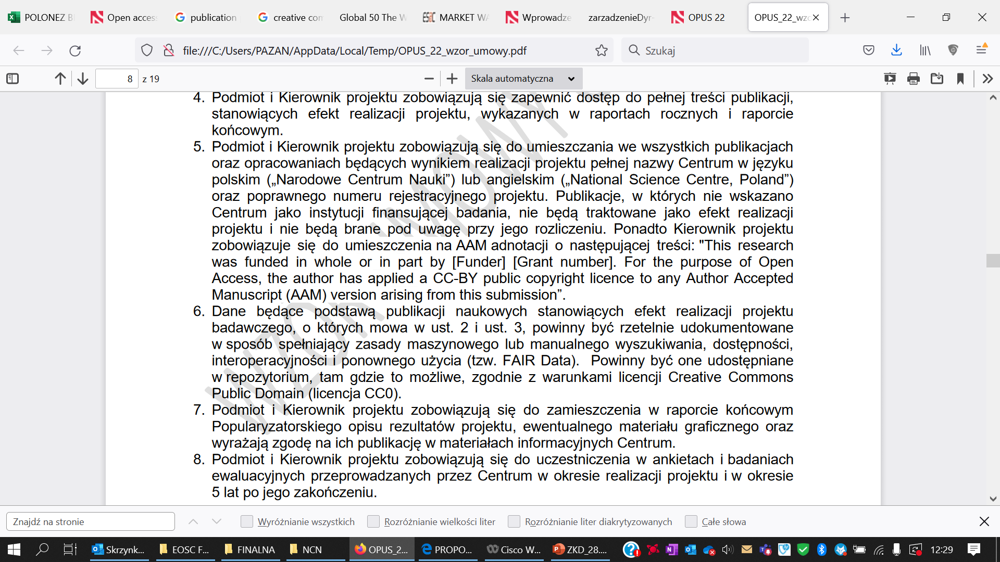 POLONEZ B
Open acces
publication
creative com
Global 50 The W
MARKET WA
Wprowadze
zarzadzenieDyr-
OPUS 22
OPUS_22_wzo
file:///C:/Users/PAZAN/AppData/Local/Temp/OPUS_22_wzor_umowy.pdf
Szukaj
8 z 19
Skala automatyczna
4. Podmiot i Kierownik projektu zobowiązują się zapewnić dostęp do pełnej treści publikacji,
stanowiących efekt realizacji projektu, wykazanych w raportach rocznych i raporcie
końcowym.
5. Podmiot i Kierownik projektu zobowiązują się do umieszczania we wszystkich publikacjach
oraz opracowaniach będących wynikiem realizacji projektu pełnej nazwy Centrum w języku
polskim („Narodowe Centrum Nauki”) lub angielskim („National Science Centre, Poland”)
oraz poprawnego numeru rejestracyjnego projektu. Publikacje, w których nie wskazano
Centrum jako instytucji finansującej badania, nie będą traktowane jako efekt realizacji
projektu i nie będą brane pod uwagę przy jego rozliczeniu. Ponadto Kierownik projektu
zobowiązuje się do umieszczenia na AAM adnotacji o następującej treści: "This research
was funded in whole or in part by [Funder] [Grant number]. For the purpose of Open
Access, the author has applied a CC-BY public copyright licence to any Author Accepted
Manuscript (AAM) version arising from this submission”.
6. Dane będące podstawą publikacji naukowych stanowiących efekt realizacji projektu
badawczego, o których mowa w ust. 2 i ust. 3, powinny być rzetelnie udokumentowane
w sposób spełniający zasady maszynowego lub manualnego wyszukiwania, dostępności,
interoperacyjności i ponownego użycia (tzw. FAIR Data). Powinny być one udostępniane
w repozytorium, tam gdzie to możliwe, zgodnie z warunkami licencji Creative Commons
Public Domain (licencja CC0).
7. Podmiot i Kierownik projektu zobowiązują się do zamieszczenia w raporcie końcowym
Popularyzatorskiego opisu rezultatów projektu, ewentualnego materiału graficznego oraz
wyrażają zgodę na ich publikację w materiałach informacyjnych Centrum.
8. Podmiot i Kierownik projektu zobowiązują się do uczestniczenia w ankietach i badaniach
ewaluacyjnych przeprowadzanych przez Centrum w okresie realizacji projektu i w okresie
5 lat po jego zakończeniu.
Znajdź na stronie
Wyróżnianie wszystkich
Rozróżnianie wielkości liter
Rozróżnianie liter diakrytyzowanych
Całe słowa
Skrzynk...
EOSC F...
FINALNA
NCN
OPUS_2...
PROPO...
Cisco W...
ZKD_28....
12:29